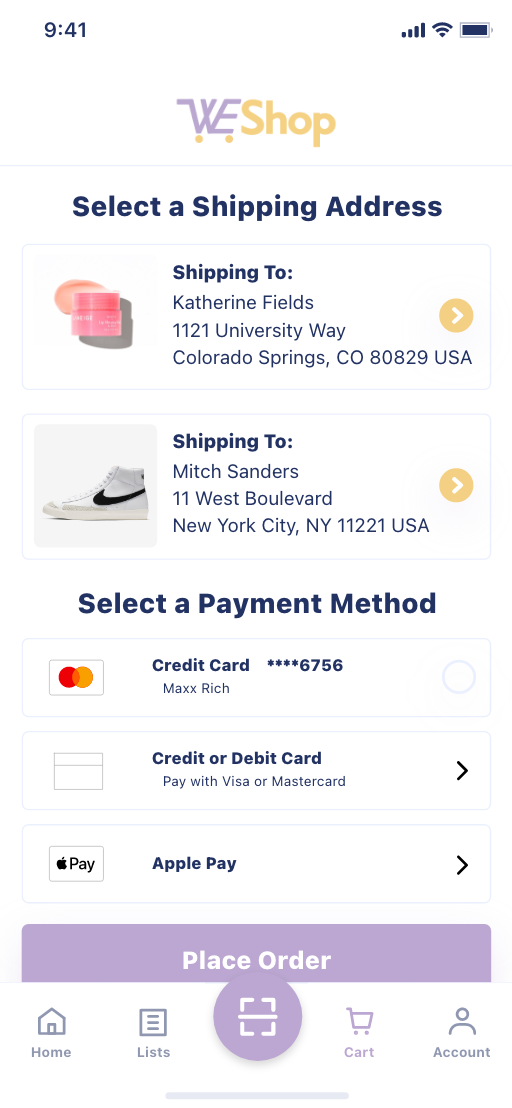 9:41
WEShop
Select a Shipping Address
Shipping To:
Katherine Fields
1121 University Way
Colorado Springs, CO 80829 USA
Shipping To:
Mitch Sanders
11 West Boulevard
New York City, NY 11221 USA
Select a Payment Method
Credit Card ****6756
Maxx Rich
Credit or Debit Card
Pay with Visa or Mastercard
Pay
Apple Pay
Place Order
Home
Lists
Cart
Account